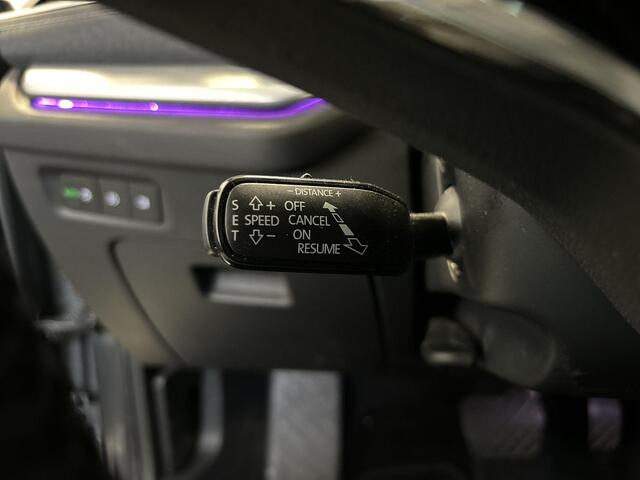 - DISTANCE +
S + OFF
E SPEED CANCEL
T - ON
RESUME